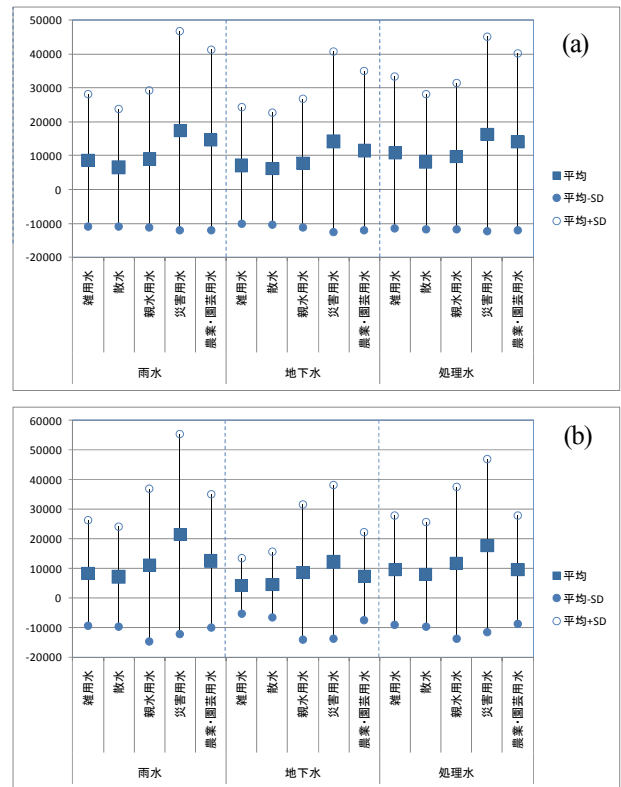 (a)
50000
40000
30000
20000
10000
0
-10000
-20000
平均
平均-SD
平均+SD
雑用水
散水
親水用水
災害用水
農業・園芸用水
雑用水
散水
親水用水
災害用水
農業・園芸用水
雑用水
散水
親水用水
災害用水
農業・園芸用水
雨水
地下水
処理水
(b)
60000
50000
40000
30000
20000
10000
0
-10000
-20000
平均
平均-SD
平均+SD
雑用水
散水
親水用水
災害用水
農業・園芸用水
雑用水
散水
親水用水
災害用水
農業・園芸用水
雑用水
散水
親水用水
災害用水
農業・園芸用水
雨水
地下水
処理水